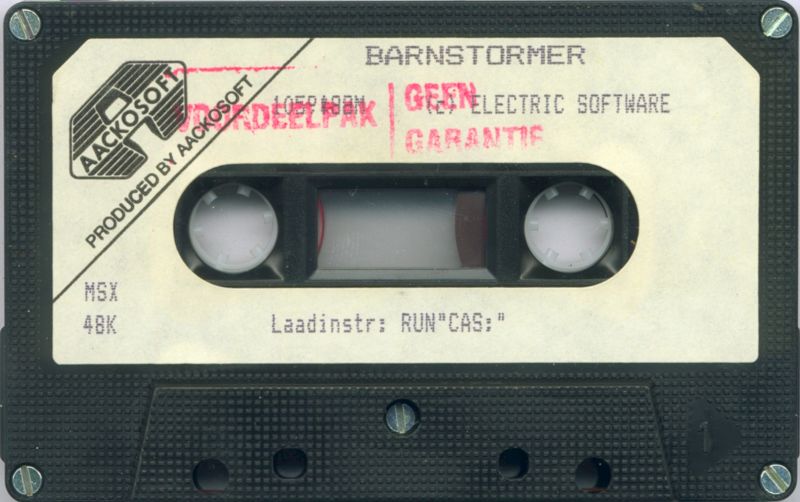 BARNSTORMER
AACKOSOFT
PRODUCED BY AACKOSOFT
VOORDEELPAK
GEEN
GARANTIE
(c) ELECTRIC SOFTWARE
MSX
48K
Laadinstr: RUN"CAS:"